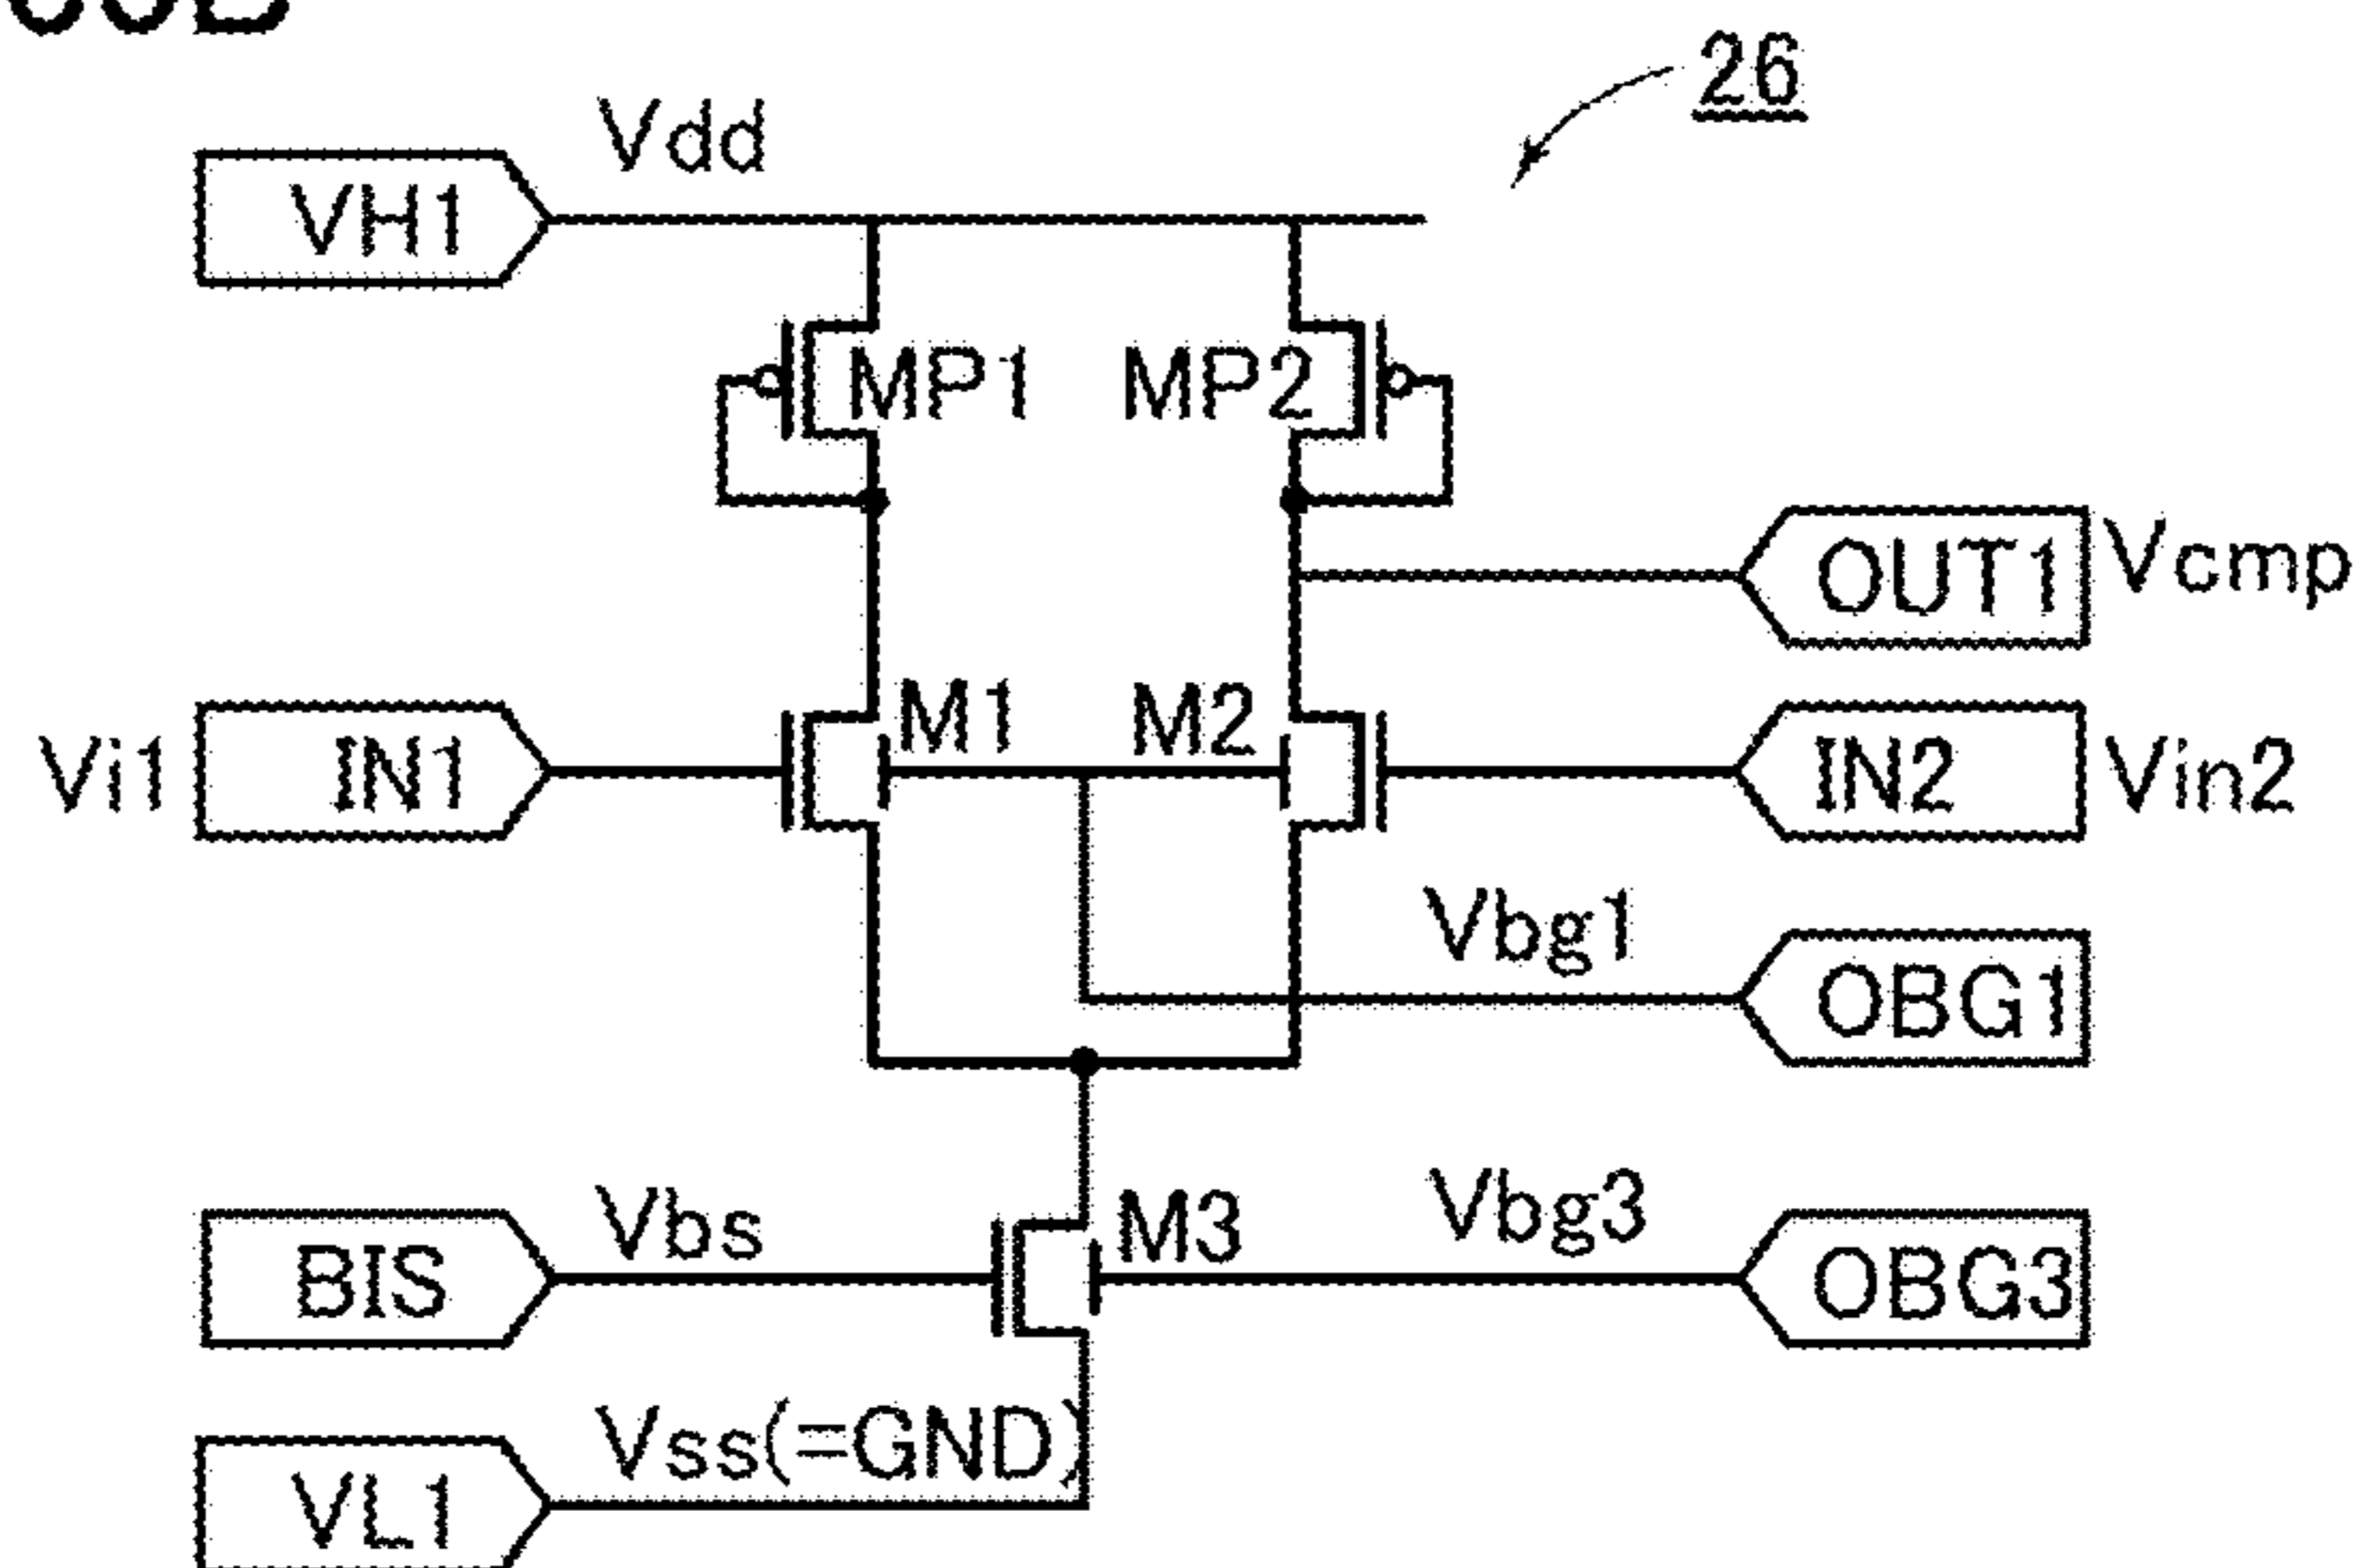 26
Vdd
VH1
MP1 MP2
OUT1 Vcmp
M1 M2
Vi1 IN1 IN2 Vin2
Vbg1
OBG1
Vbs M3 Vbg3
BIS OBG3
Vss(=GND)
VL1